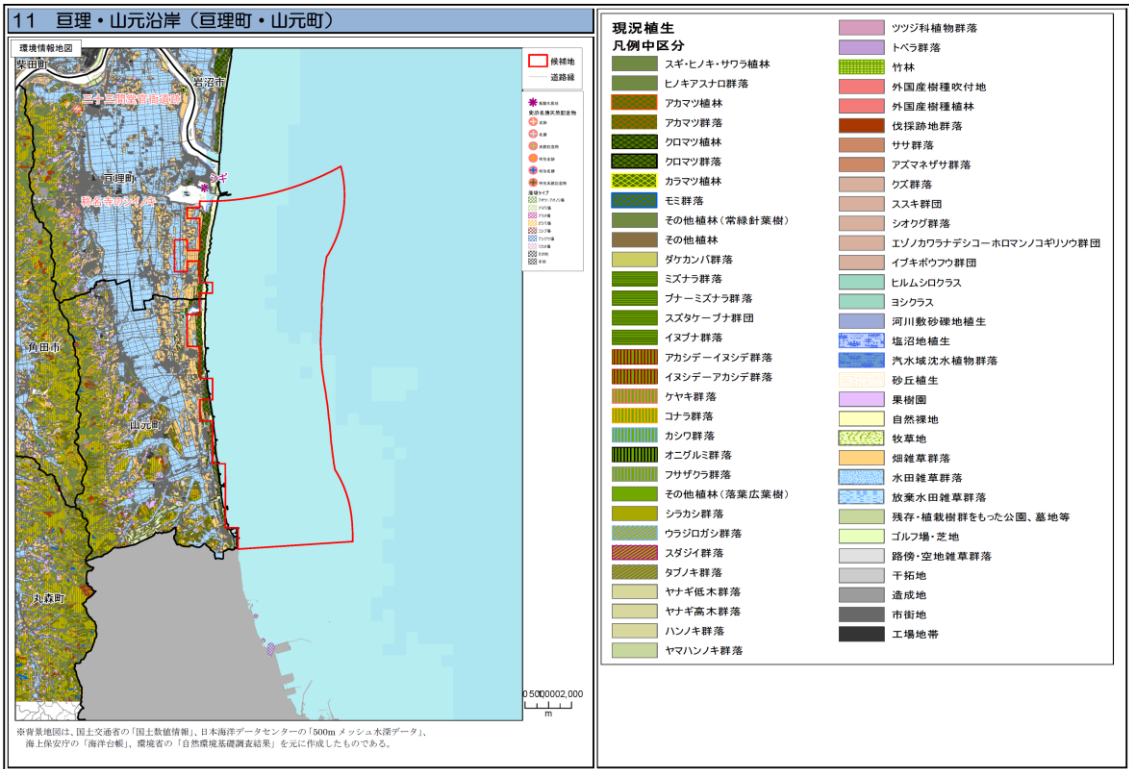 11 亘理・山元沿岸（亘理町・山元町）
環境情報地図
柴田町
岩沼市
三十三間堂官衙遺跡
亘理町
シギ
称名寺のシイノキ
角田市
山元町
丸森町
候補地
道路縁
0 500 1,000 2,000
m
※背景地図は、国土交通省の「国土数値情報」、日本海洋データセンターの「500m メッシュ水深データ」、
海上保安庁の「海洋台帳」、環境省の「自然環境基礎調査結果」を元に作成したものである。
現況植生
凡例中区分
スギ・ヒノキ・サワラ植林
ヒノキアスナロ群落
アカマツ植林
アカマツ群落
クロマツ植林
クロマツ群落
カラマツ植林
モミ群落
その他植林（常緑針葉樹）
その他植林
ダケカンバ群落
ミズナラ群落
ブナーミズナラ群落
スズタケーブナ群団
イヌブナ群落
アカシデーイヌシデ群落
イヌシデーアカシデ群落
ケヤキ群落
コナラ群落
カシワ群落
オニグルミ群落
フサザクラ群落
その他植林（落葉広葉樹）
シラカシ群落
ウラジロガシ群落
スダジイ群落
タブノキ群落
ヤナギ低木群落
ヤナギ高木群落
ハンノキ群落
ヤマハンノキ群落
ツツジ科植物群落
トベラ群落
竹林
外国産樹種吹付地
外国産樹種植林
伐採跡地群落
ササ群落
アズマネザサ群落
クズ群落
ススキ群団
シオクグ群落
エゾノカワラナデシコーホロマンノコギリソウ群団
イブキボウフウ群団
ヒルムシロクラス
ヨシクラス
河川敷砂礫地植生
塩沼地植生
汽水域沈水植物群落
砂丘植生
果樹園
自然裸地
牧草地
畑雑草群落
水田雑草群落
放棄水田雑草群落
残存・植栽樹群をもった公園、墓地等
ゴルフ場・芝地
路傍・空地雑草群落
干拓地
造成地
市街地
工場地帯